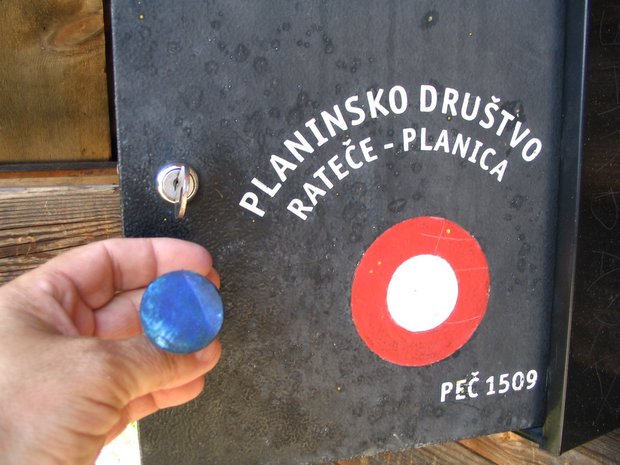 PLANINSKO DRUŠTVO
RATEČE - PLANICA
PEČ 1509